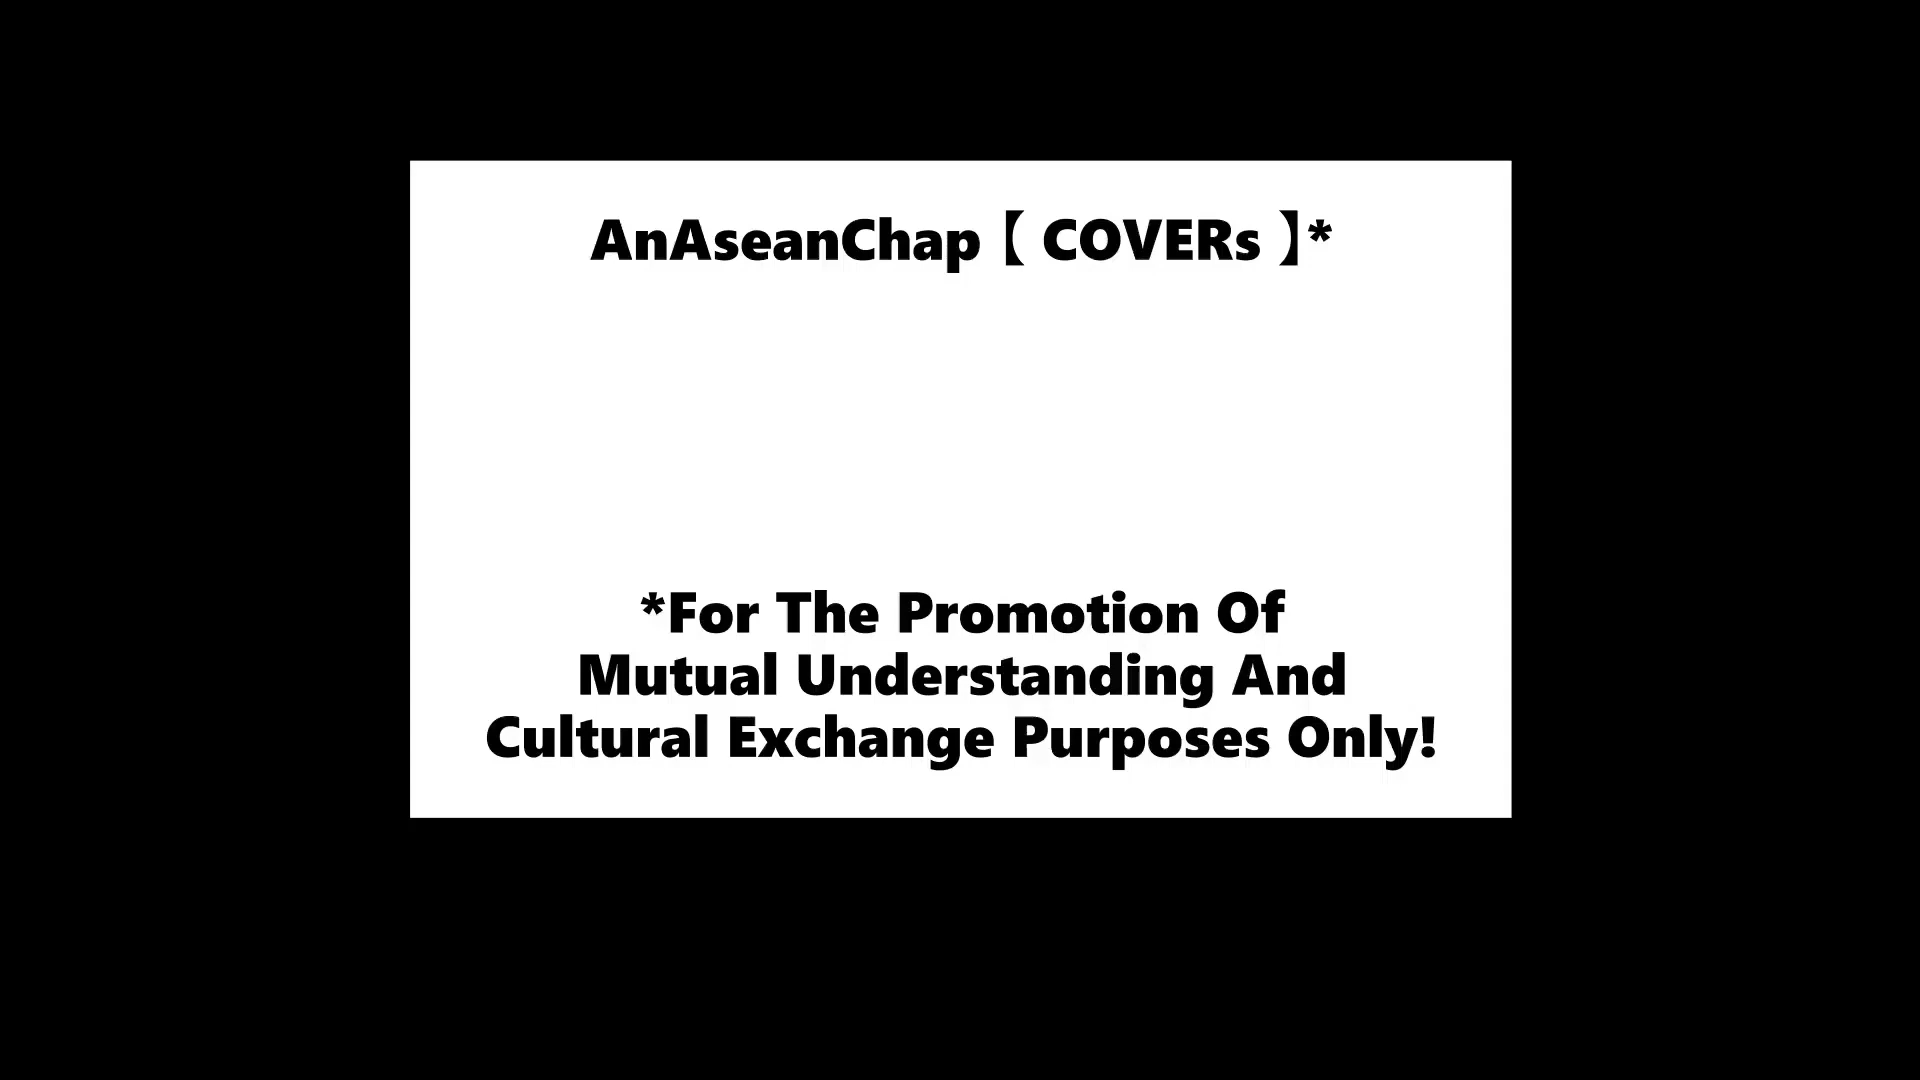 AnAseanChap【 COVERs 】*
*For The Promotion Of
Mutual Understanding And
Cultural Exchange Purposes Only!